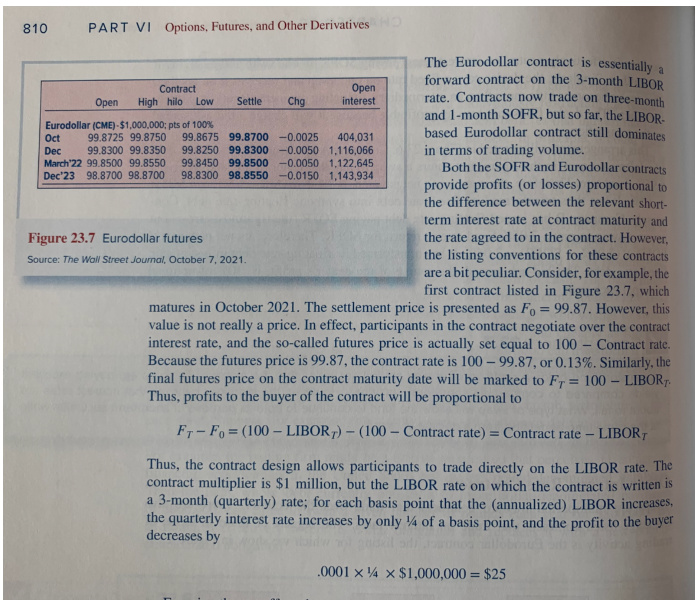 810 PART VI Options, Futures, and Other Derivatives
Contract Open
Open High hilo Low Settle Chg interest
Eurodollar (CME)-$1,000,000; pts of 100%
Oct 99.8725 99.8750 99.8675 99.8700 −0.0025 404,031
Dec 99.8300 99.8350 99.8250 99.8300 −0.0050 1,116,066
March'22 99.8500 99.8550 99.8450 99.8500 −0.0050 1,122,645
Dec'23 98.8700 98.8700 98.8300 98.8550 −0.0150 1,143,934
Figure 23.7 Eurodollar futures
Source: The Wall Street Journal, October 7, 2021.
The Eurodollar contract is essentially a
forward contract on the 3-month LIBOR
rate. Contracts now trade on three-month
and 1-month SOFR, but so far, the LIBOR-
based Eurodollar contract still dominates
in terms of trading volume.
Both the SOFR and Eurodollar contracts
provide profits (or losses) proportional to
the difference between the relevant short-
term interest rate at contract maturity and
the rate agreed to in the contract. However,
the listing conventions for these contracts
are a bit peculiar. Consider, for example, the
first contract listed in Figure 23.7, which
matures in October 2021. The settlement price is presented as F₀ = 99.87. However, this
value is not really a price. In effect, participants in the contract negotiate over the contract
interest rate, and the so-called futures price is actually set equal to 100 − Contract rate.
Because the futures price is 99.87, the contract rate is 100 − 99.87, or 0.13%. Similarly, the
final futures price on the contract maturity date will be marked to F_T = 100 − LIBOR_T.
Thus, profits to the buyer of the contract will be proportional to
F_T − F₀ = (100 − LIBOR_T) − (100 − Contract rate) = Contract rate − LIBOR_T
Thus, the contract design allows participants to trade directly on the LIBOR rate. The
contract multiplier is $1 million, but the LIBOR rate on which the contract is written is
a 3-month (quarterly) rate; for each basis point that the (annualized) LIBOR increases,
the quarterly interest rate increases by only ¼ of a basis point, and the profit to the buyer
decreases by
.0001 × ¼ × $1,000,000 = $25